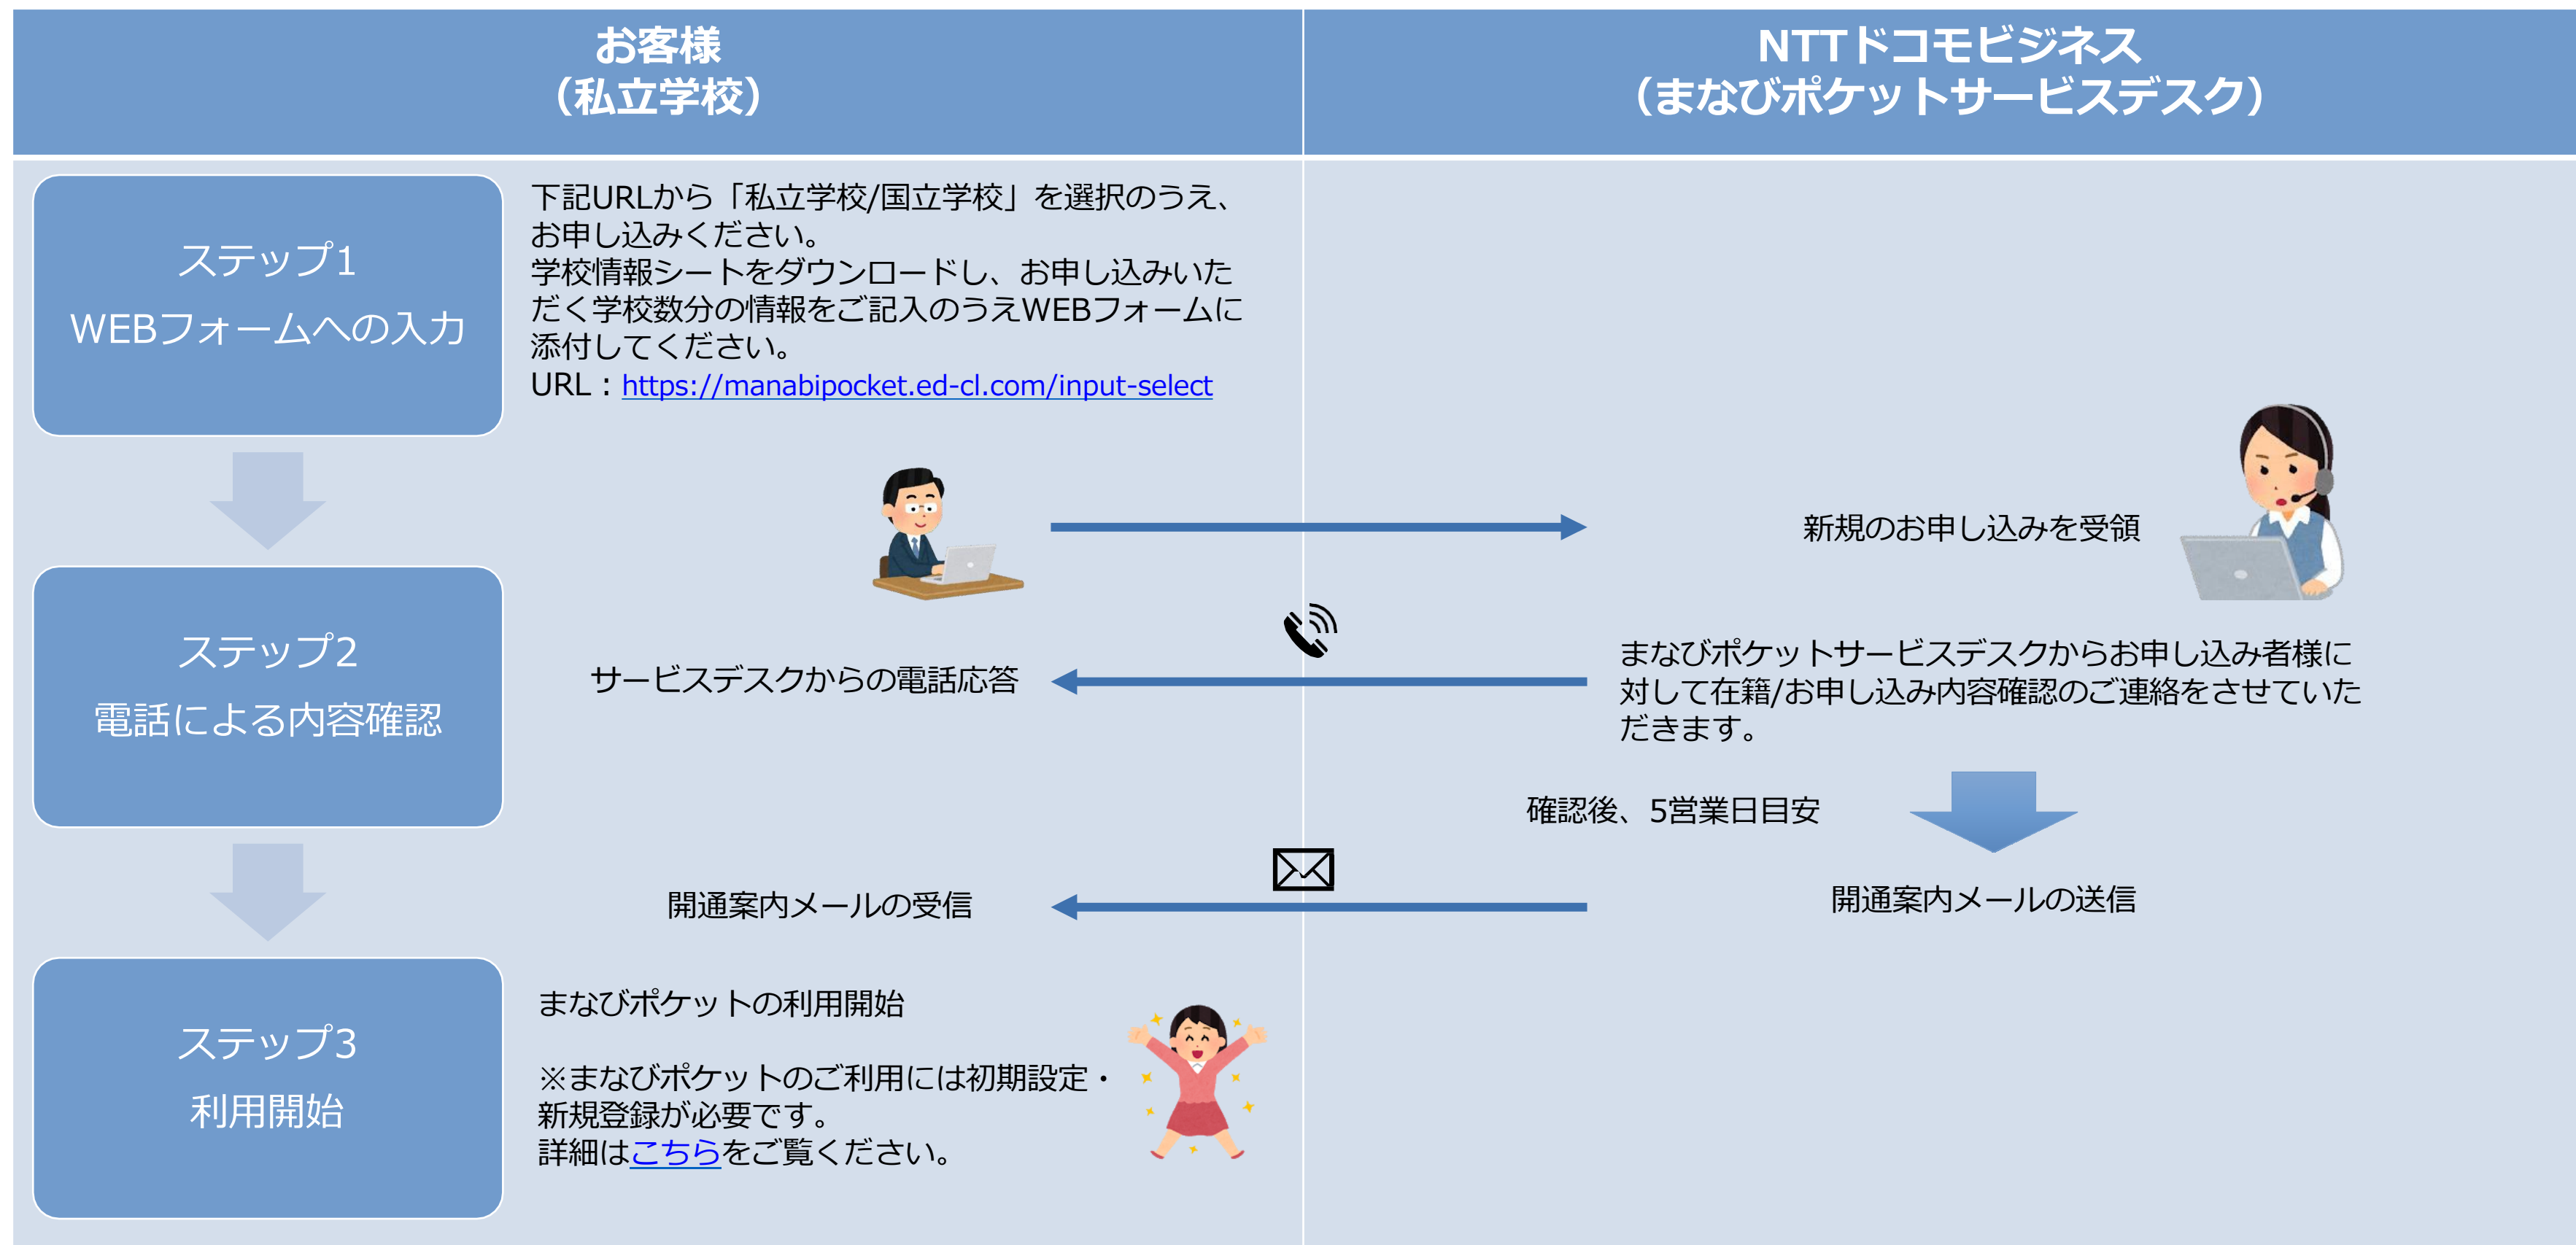 お客様
（私立学校）
NTTドコモビジネス
（まなびポケットサービスデスク）
ステップ1
WEBフォームへの入力
下記URLから「私立学校/国立学校」を選択のうえ、
お申し込みください。
学校情報シートをダウンロードし、お申し込みいた
だく学校数分の情報をご記入のうえWEBフォームに
添付してください。
URL：https://manabipocket.ed-cl.com/input-select
新規のお申し込みを受領
ステップ2
電話による内容確認
サービスデスクからの電話応答
まなびポケットサービスデスクからお申し込み者様に
対して在籍/お申し込み内容確認のご連絡をさせていた
だきます。
確認後、5営業日目安
開通案内メールの受信
開通案内メールの送信
ステップ3
利用開始
まなびポケットの利用開始
※まなびポケットのご利用には初期設定・
新規登録が必要です。
詳細はこちらをご覧ください。